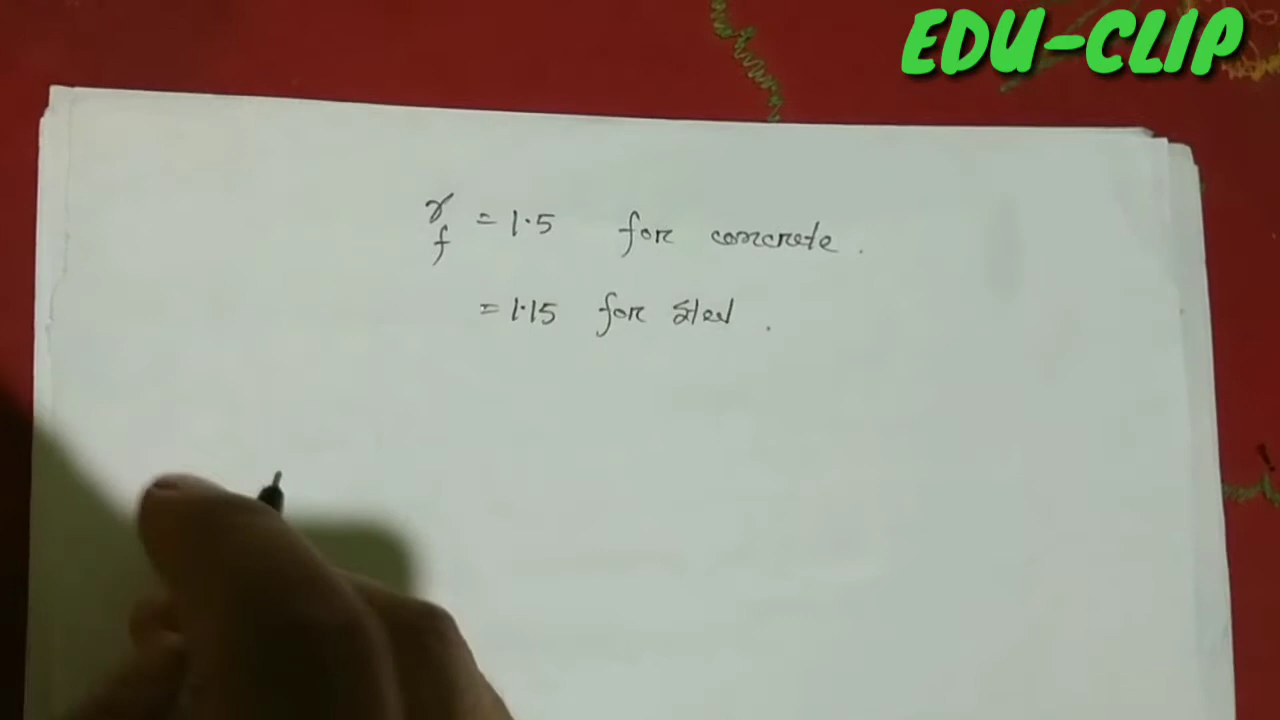 EDU-CLIP
γf = 1.5 for concrete.
= 1.15 for steel.